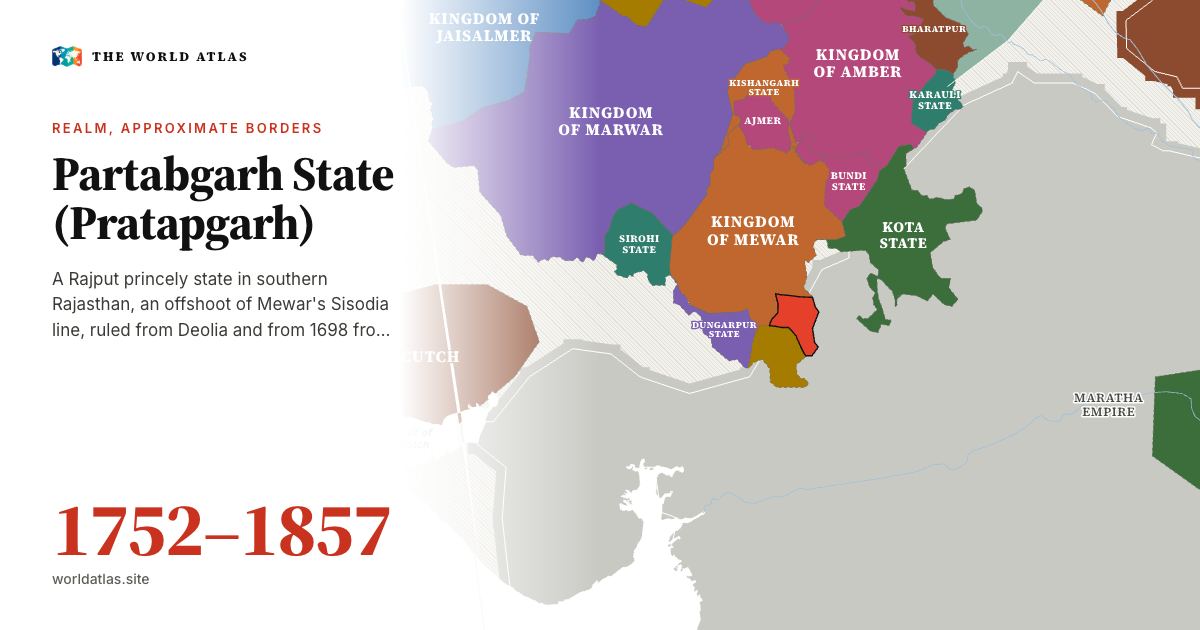 THE WORLD ATLAS
REALM, APPROXIMATE BORDERS
Partabgarh State
(Pratapgarh)
A Rajput princely state in southern
Rajasthan, an offshoot of Mewar's Sisodia
line, ruled from Deolia and from 1698 fro...
1752–1857
worldatlas.site
KINGDOM OF
JAISALMER
KINGDOM
OF MARWAR
KISHANGARH
STATE
AJMER
KINGDOM
OF AMBER
BHARATPUR
KARAULI
STATE
BUNDI
STATE
KINGDOM
OF MEWAR
KOTA
STATE
SIROHI
STATE
DUNGARPUR
STATE
CUTCH
MARATHA
EMPIRE